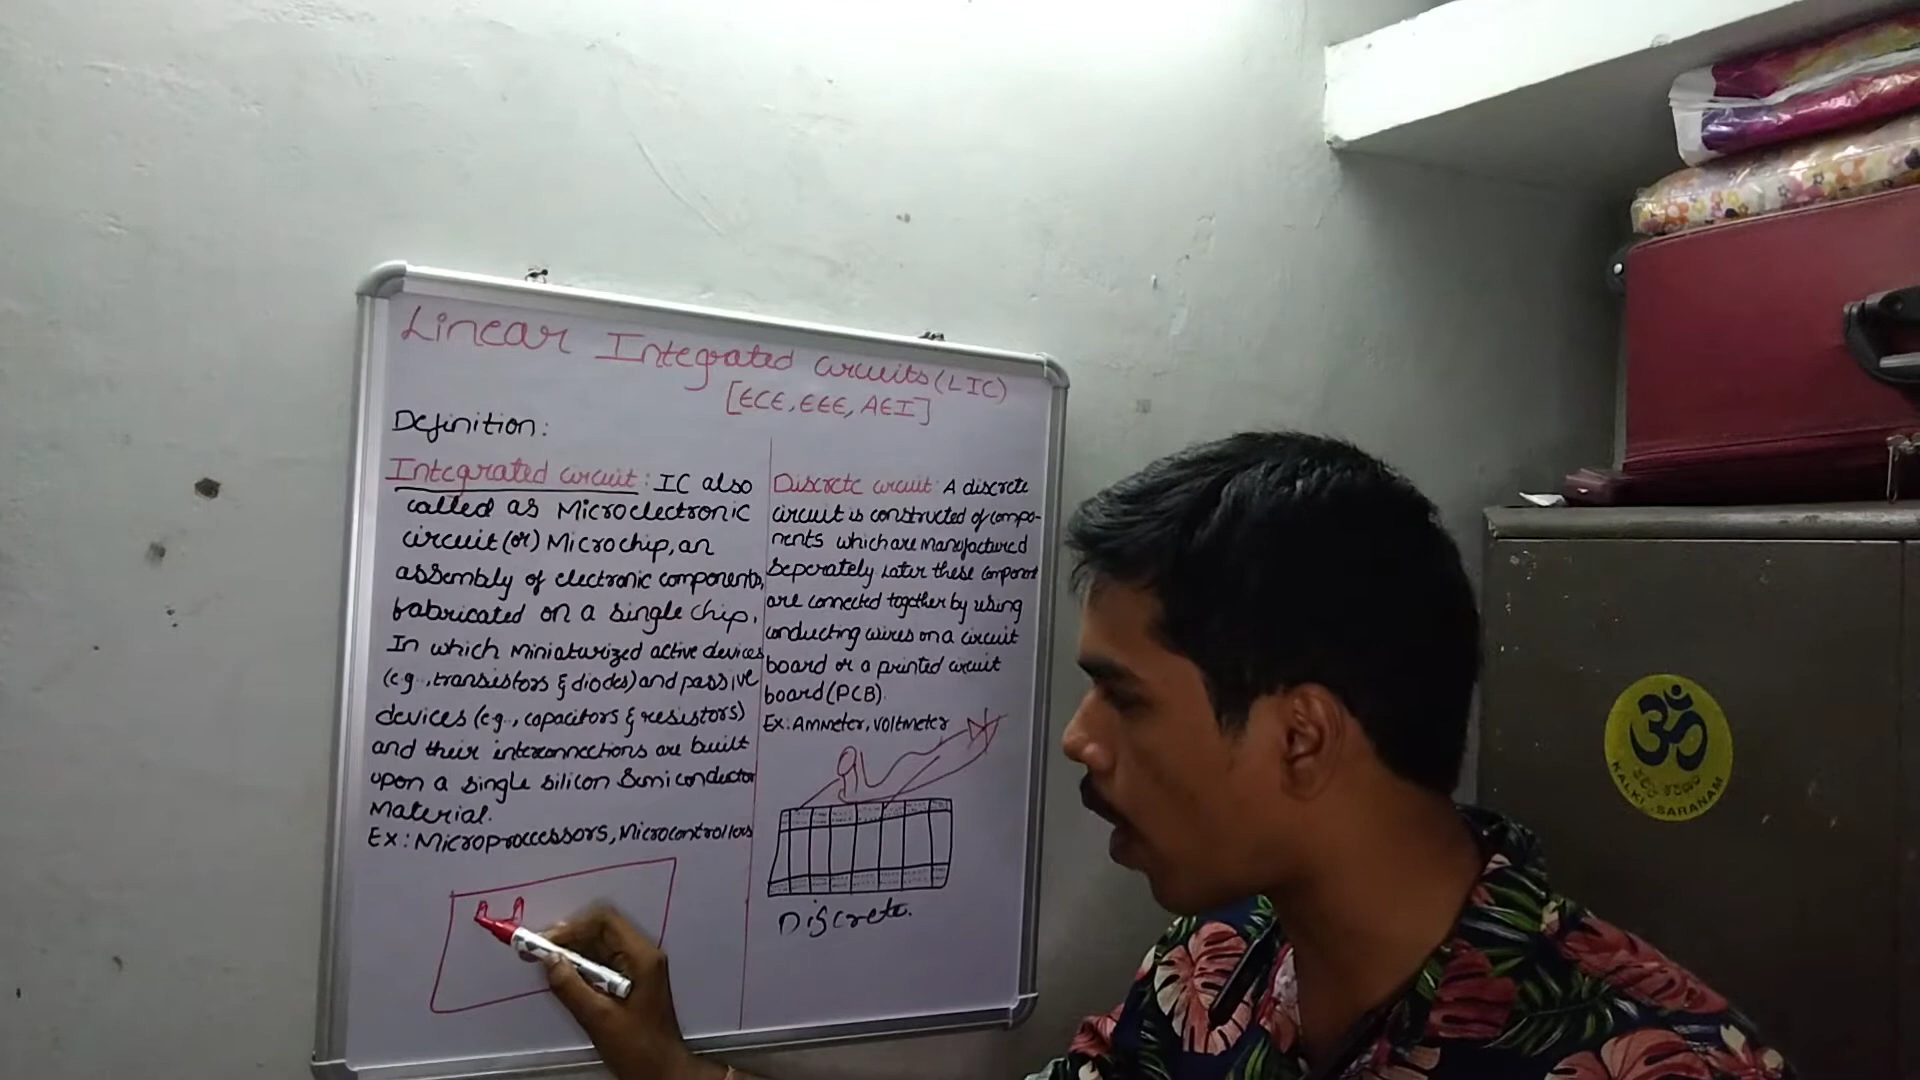 Linear Integrated circuits (LIC)
[ECE, EEE, AEI]
Definition:
Integrated circuit: IC also
called as Microelectronic
circuit (or) Microchip, an
assembly of electronic components,
fabricated on a single chip,
In which miniaturized active devices
(e.g., transistors & diodes) and passive
devices (e.g., capacitors & resistors)
and their interconnections are built
upon a single silicon Semiconductor
Material.
Ex: Microprocessors, Microcontrollers
Discrete circuit: A discrete
circuit is constructed of compo-
nents which are manufactured
Seperately Later these component
are connected together by using
conducting wires on a circuit
board or a printed circuit
board (PCB).
Ex: Ammeter, voltmeter
Discrete.
ॐ
KALKI SARANAM